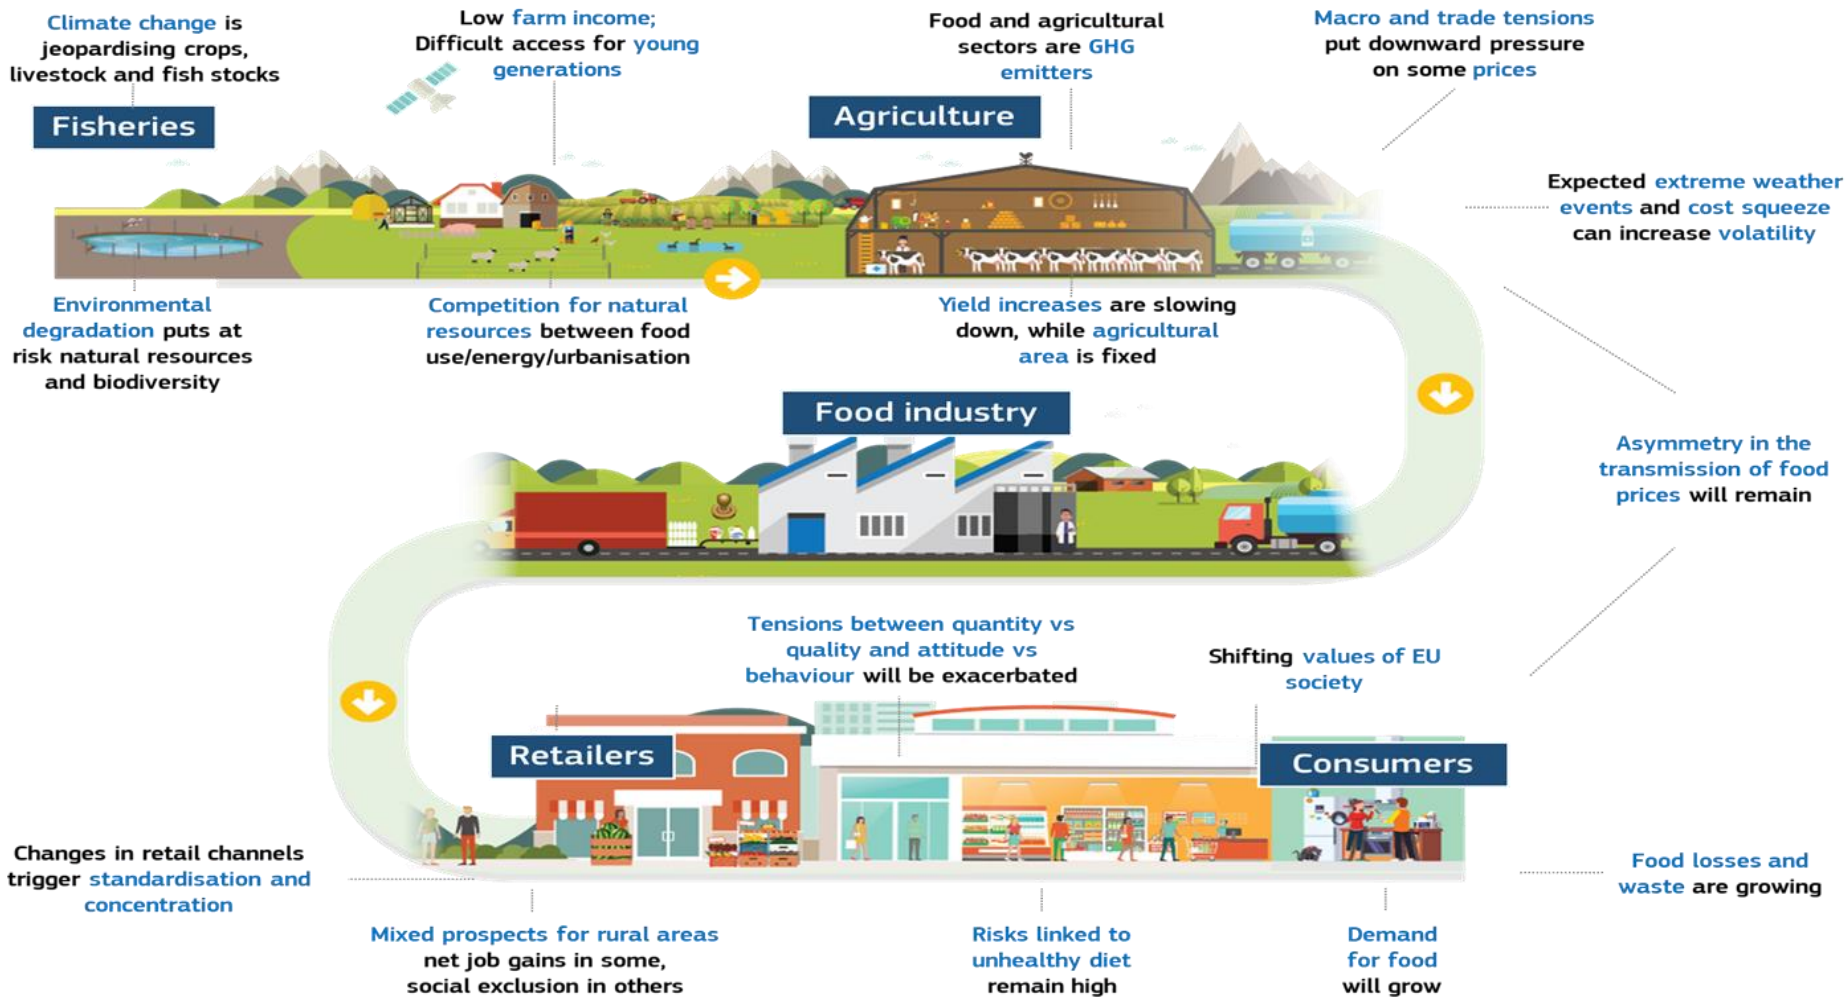 Climate change is
jeopardising crops,
livestock and fish stocks
Low farm income;
Difficult access for young
generations
Food and agricultural
sectors are GHG
emitters
Macro and trade tensions
put downward pressure
on some prices
Fisheries
Agriculture
Expected extreme weather
events and cost squeeze
can increase volatility
Environmental
degradation puts at
risk natural resources
and biodiversity
Competition for natural
resources between food
use/energy/urbanisation
Yield increases are slowing
down, while agricultural
area is fixed
Food industry
Asymmetry in the
transmission of food
prices will remain
Tensions between quantity vs
quality and attitude vs
behaviour will be exacerbated
Shifting values of EU
society
Retailers
Consumers
Changes in retail channels
trigger standardisation and
concentration
Food losses and
waste are growing
Mixed prospects for rural areas
net job gains in some,
social exclusion in others
Risks linked to
unhealthy diet
remain high
Demand
for food
will grow